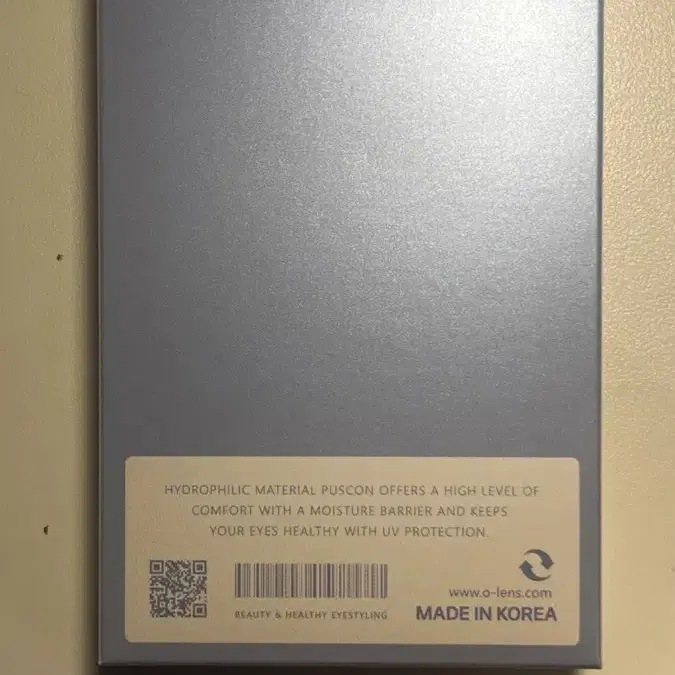 HYDROPHILIC MATERIAL PUSCON OFFERS A HIGH LEVEL OF
COMFORT WITH A MOISTURE BARRIER AND KEEPS
YOUR EYES HEALTHY WITH UV PROTECTION.
BEAUTY & HEALTHY EYESTYLING
www.o-lens.com
MADE IN KOREA